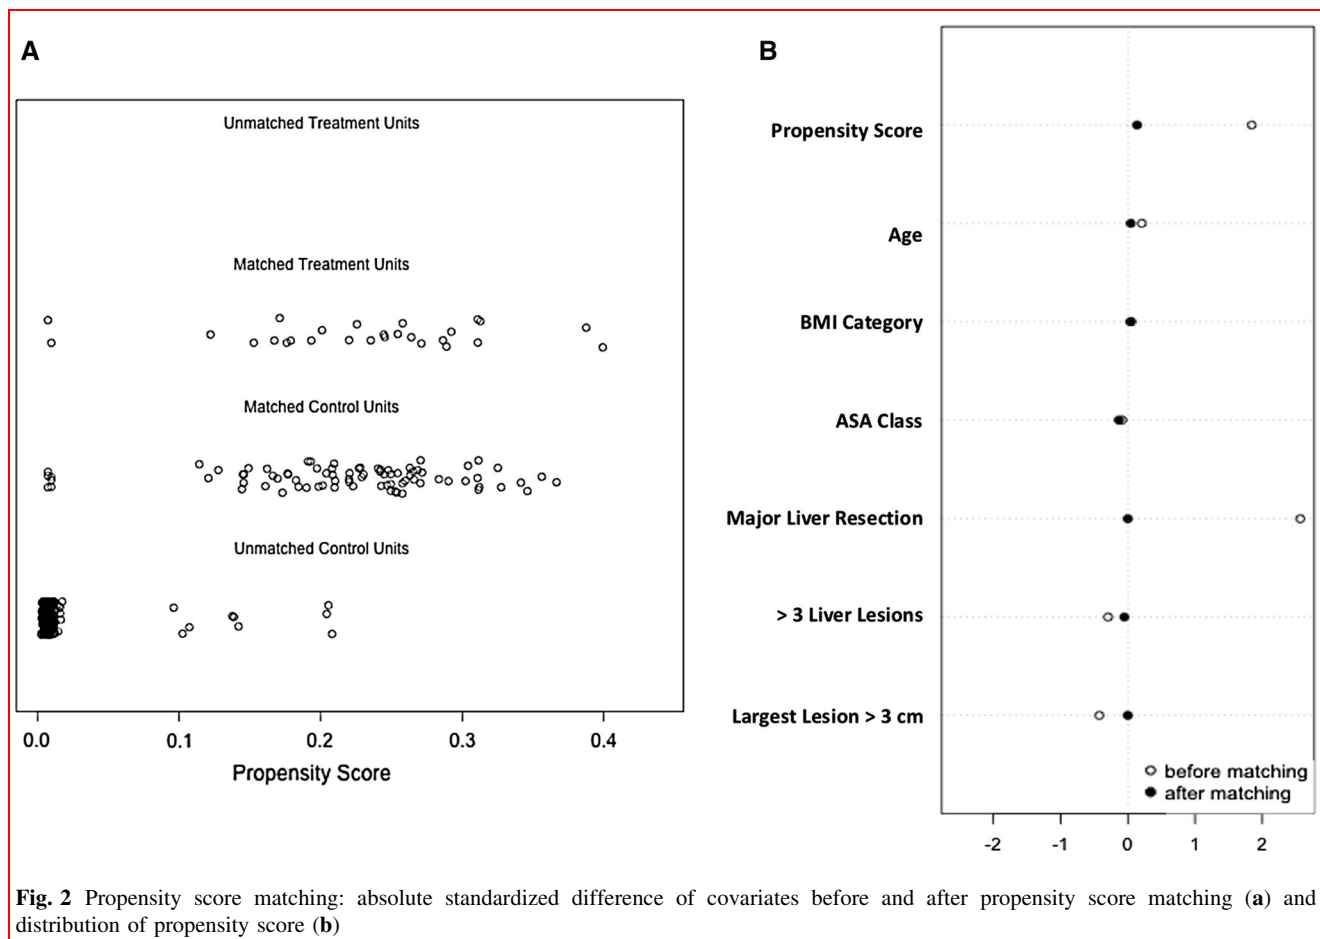 A
Unmatched Treatment Units
Matched Treatment Units
Matched Control Units
Unmatched Control Units
0.0 0.1 0.2 0.3 0.4
Propensity Score
B
Propensity Score
Age
BMI Category
ASA Class
Major Liver Resection
> 3 Liver Lesions
Largest Lesion > 3 cm
before matching
after matching
-2 -1 0 1 2
Fig. 2 Propensity score matching: absolute standardized difference of covariates before and after propensity score matching (a) and
distribution of propensity score (b)